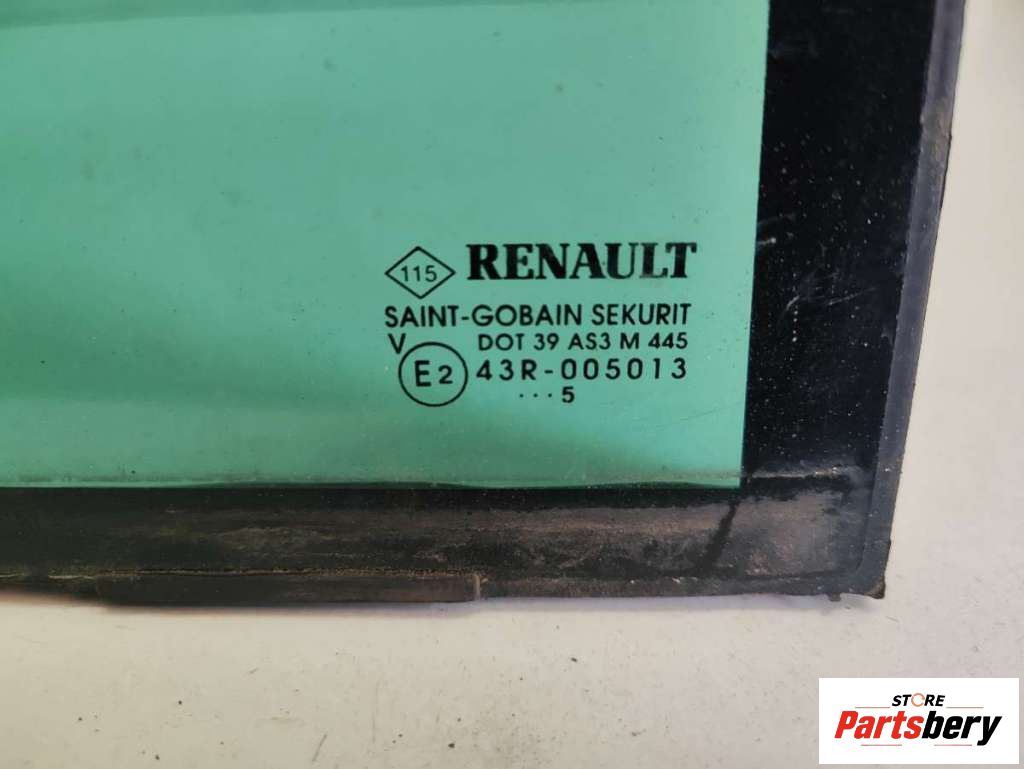 115 RENAULT
SAINT-GOBAIN SEKURIT
V DOT 39 AS3 M 445
E2 43R-005013
...5
STORE
Partsbery